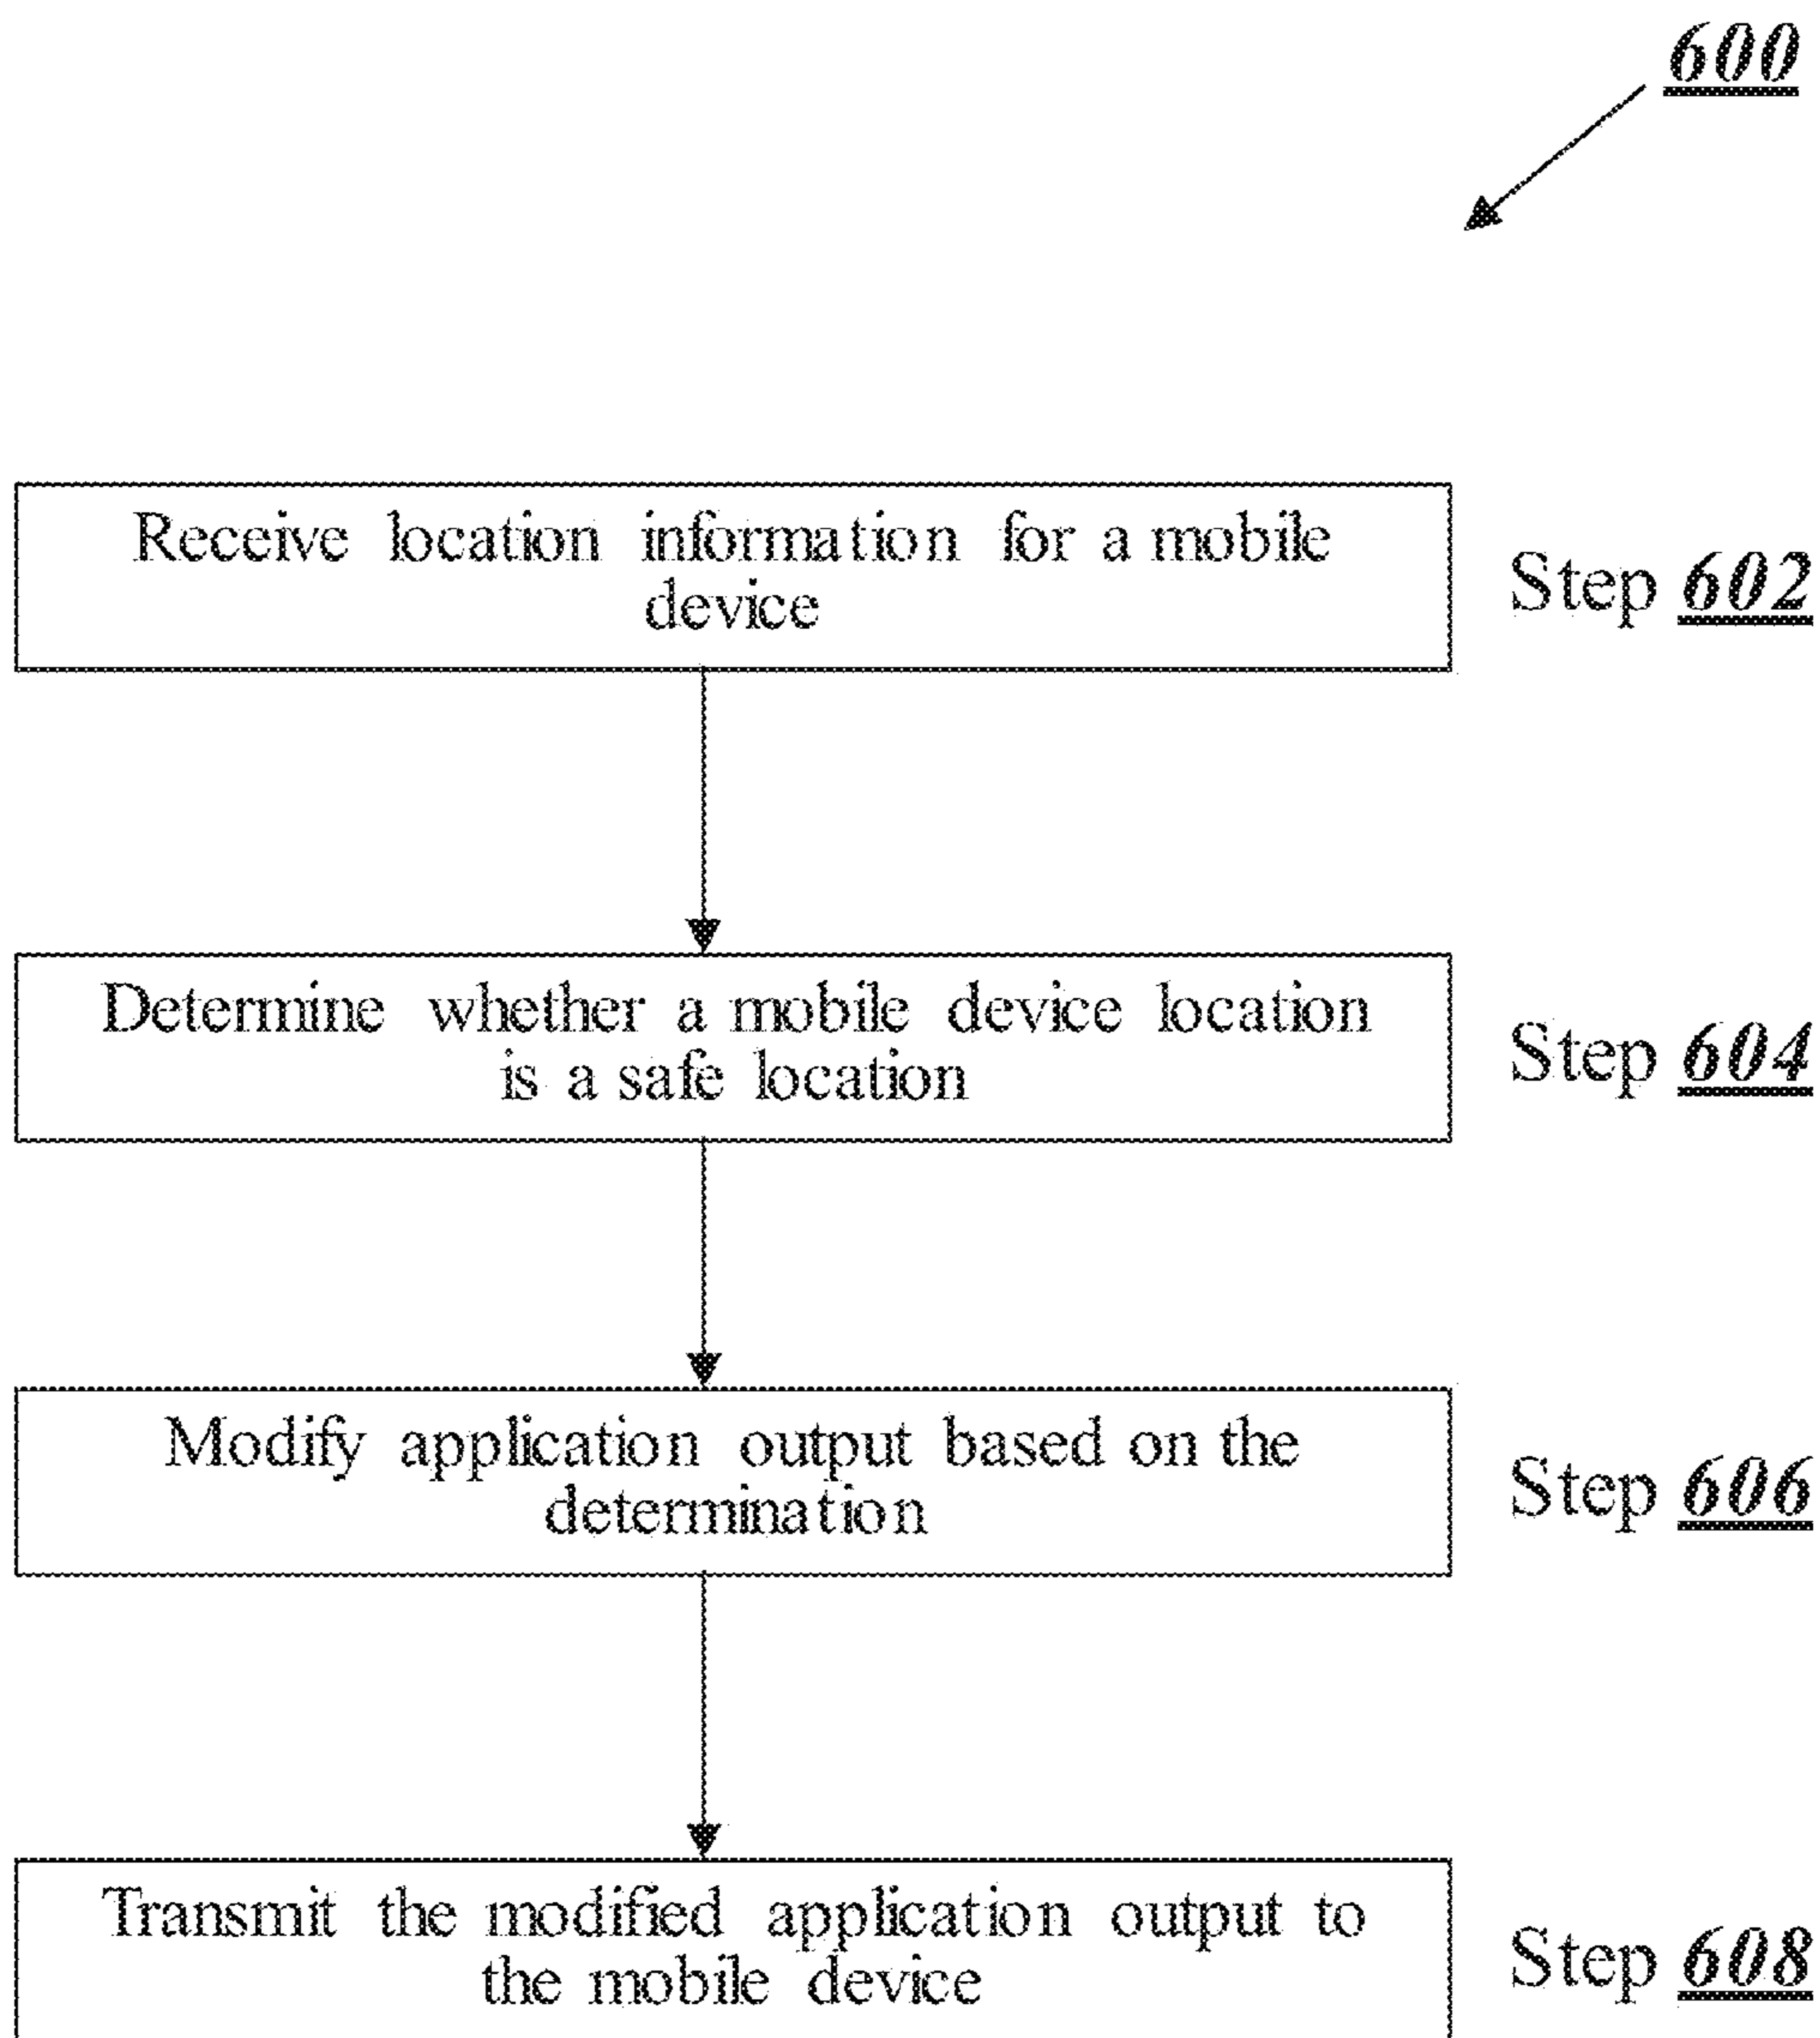 600
Receive location information for a mobile
device
Step 602
Determine whether a mobile device location
is a safe location
Step 604
Modify application output based on the
determination
Step 606
Transmit the modified application output to
the mobile device
Step 608